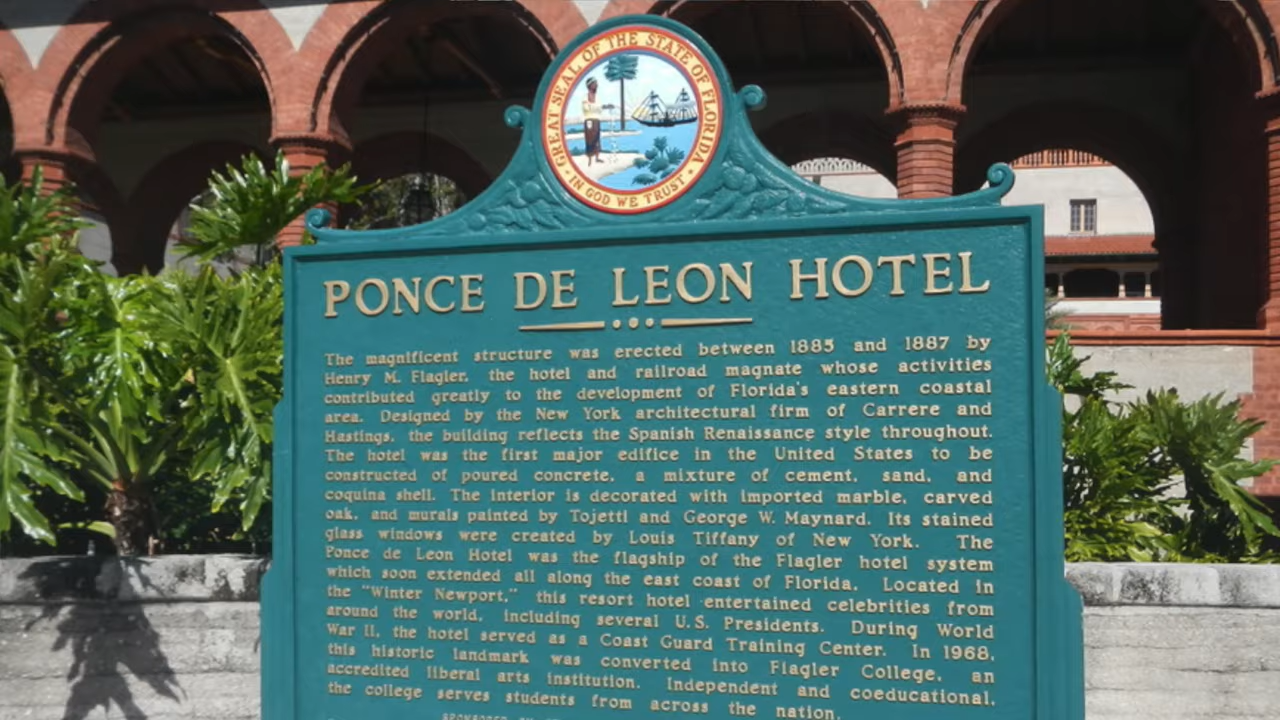 GREAT SEAL OF THE STATE OF FLORIDA
IN GOD WE TRUST
PONCE DE LEON HOTEL
The magnificent structure was erected between 1885 and 1887 by
Henry M. Flagler, the hotel and railroad magnate whose activities
contributed greatly to the development of Florida's eastern coastal
area. Designed by the New York architectural firm of Carrere and
Hastings, the building reflects the Spanish Renaissance style throughout.
The hotel was the first major edifice in the United States to be
constructed of poured concrete, a mixture of cement, sand, and
coquina shell. The interior is decorated with imported marble, carved
oak, and murals painted by Tojetti and George W. Maynard. Its stained
glass windows were created by Louis Tiffany of New York. The
Ponce de Leon Hotel was the flagship of the Flagler hotel system
which soon extended all along the east coast of Florida. Located in
the "Winter Newport," this resort hotel entertained celebrities from
around the world, including several U.S. Presidents. During World
War II, the hotel served as a Coast Guard Training Center. In 1968,
this historic landmark was converted into Flagler College, an
accredited liberal arts institution. Independent and coeducational,
the college serves students from across the nation.